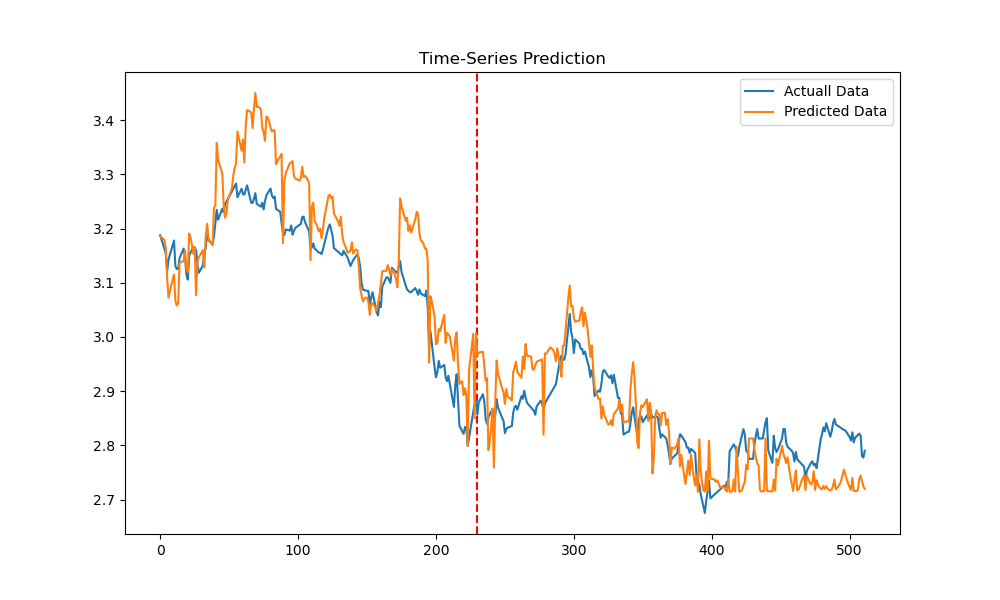 Time-Series Prediction
Actuall Data
Predicted Data
3.4
3.3
3.2
3.1
3.0
2.9
2.8
2.7
0 100 200 300 400 500